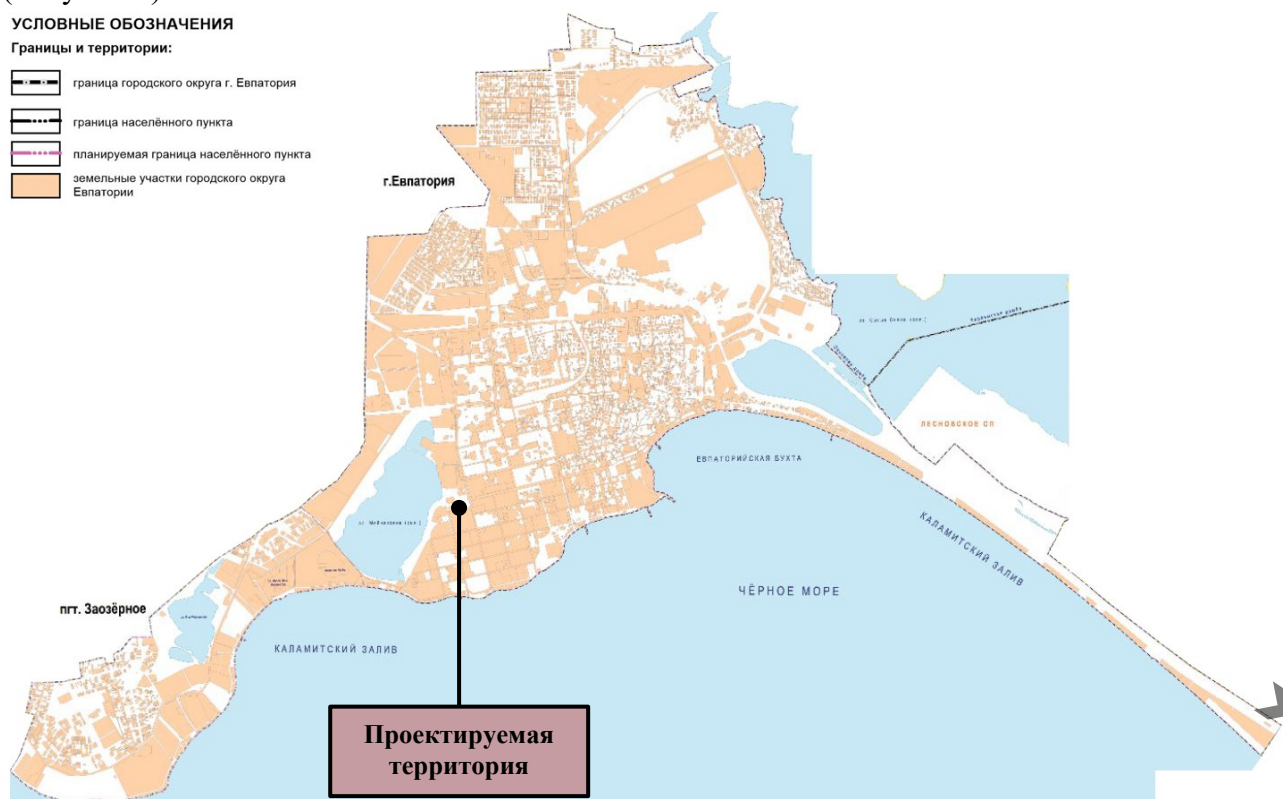 УСЛОВНЫЕ ОБОЗНАЧЕНИЯ
Границы и территории:
граница городского округа г. Евпатория
граница населённого пункта
планируемая граница населённого пункта
земельные участки городского округа
Евпатории
г.Евпатория
ЛЕСНОВСКОЕ СП
ЕВПАТОРИЙСКАЯ БУХТА
КАЛАМИТСКИЙ ЗАЛИВ
ЧЁРНОЕ МОРЕ
пгт. Заозёрное
КАЛАМИТСКИЙ ЗАЛИВ
Проектируемая
территория